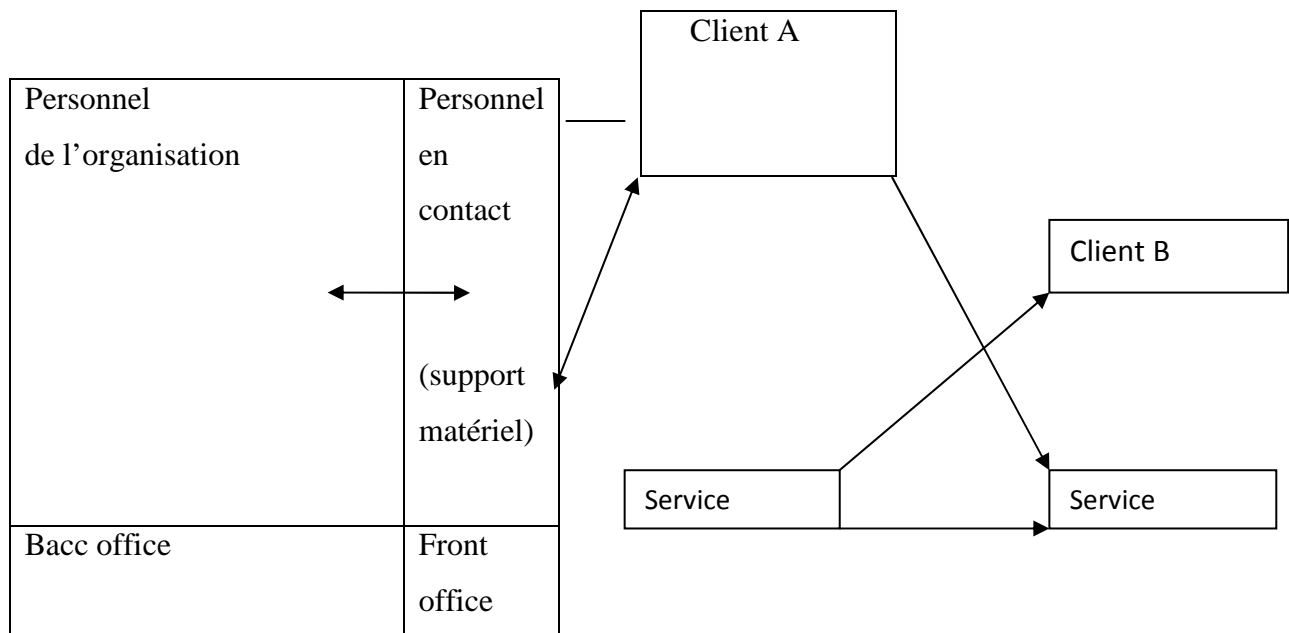 Client A
Personnel
de l’organisation
Personnel
en
contact
(support
matériel)
Client B
Service
Service
Bacc office
Front
office